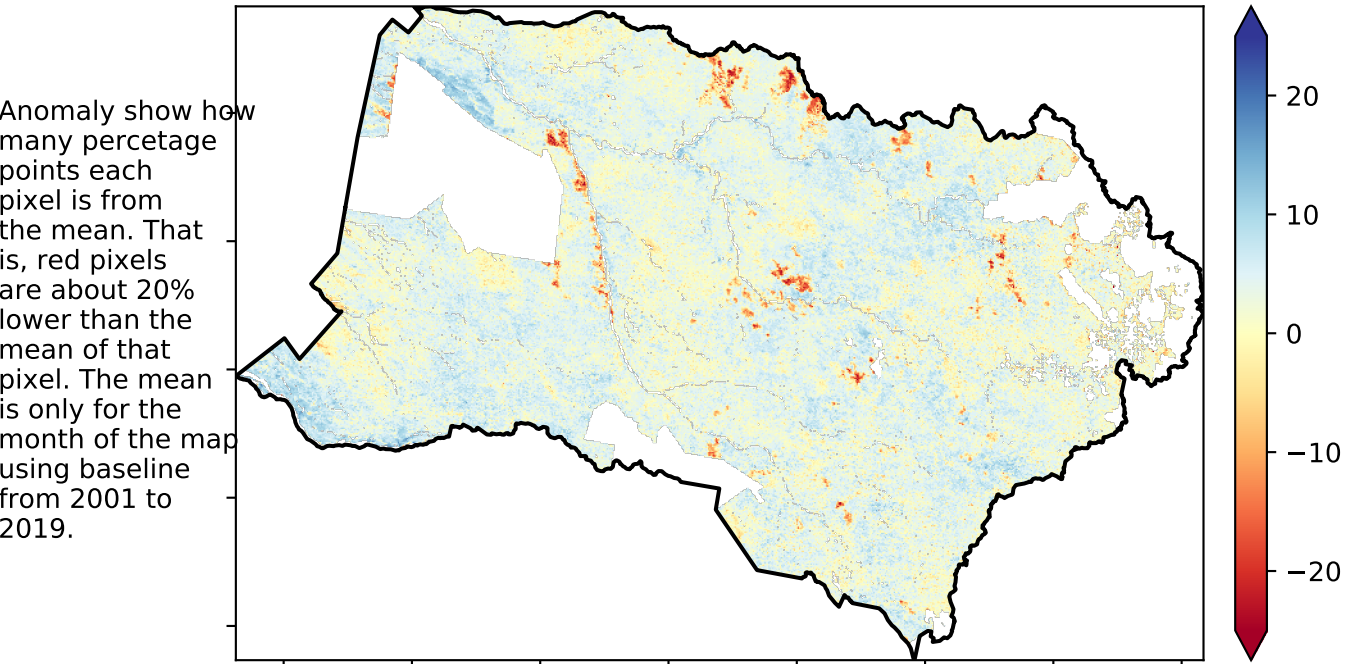 Anomaly show how
many percetage
points each
pixel is from
the mean. That
is, red pixels
are about 20%
lower than the
mean of that
pixel. The mean
is only for the
month of the map
using baseline
from 2001 to
2019.
20
10
0
−10
−20